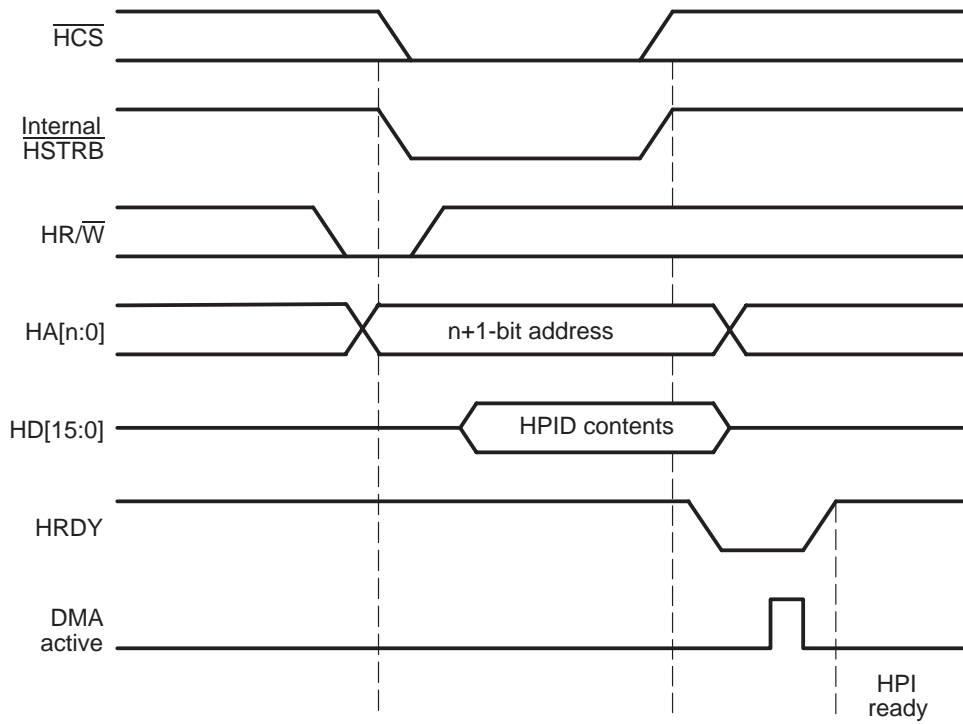 HCS
Internal
HSTRB
HR/W
HA[n:0]
n+1-bit address
HD[15:0]
HPID contents
HRDY
DMA
active
HPI
ready